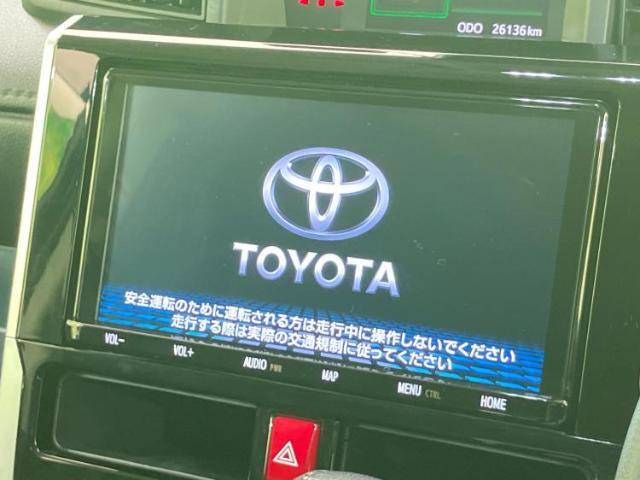 ODO 26136km
TOYOTA
安全運転のために運転される方は走行中に操作しないでください
走行する際は実際の交通規制に従ってください
VOL− VOL+ AUDIO PWR MAP MENU CTRL HOME